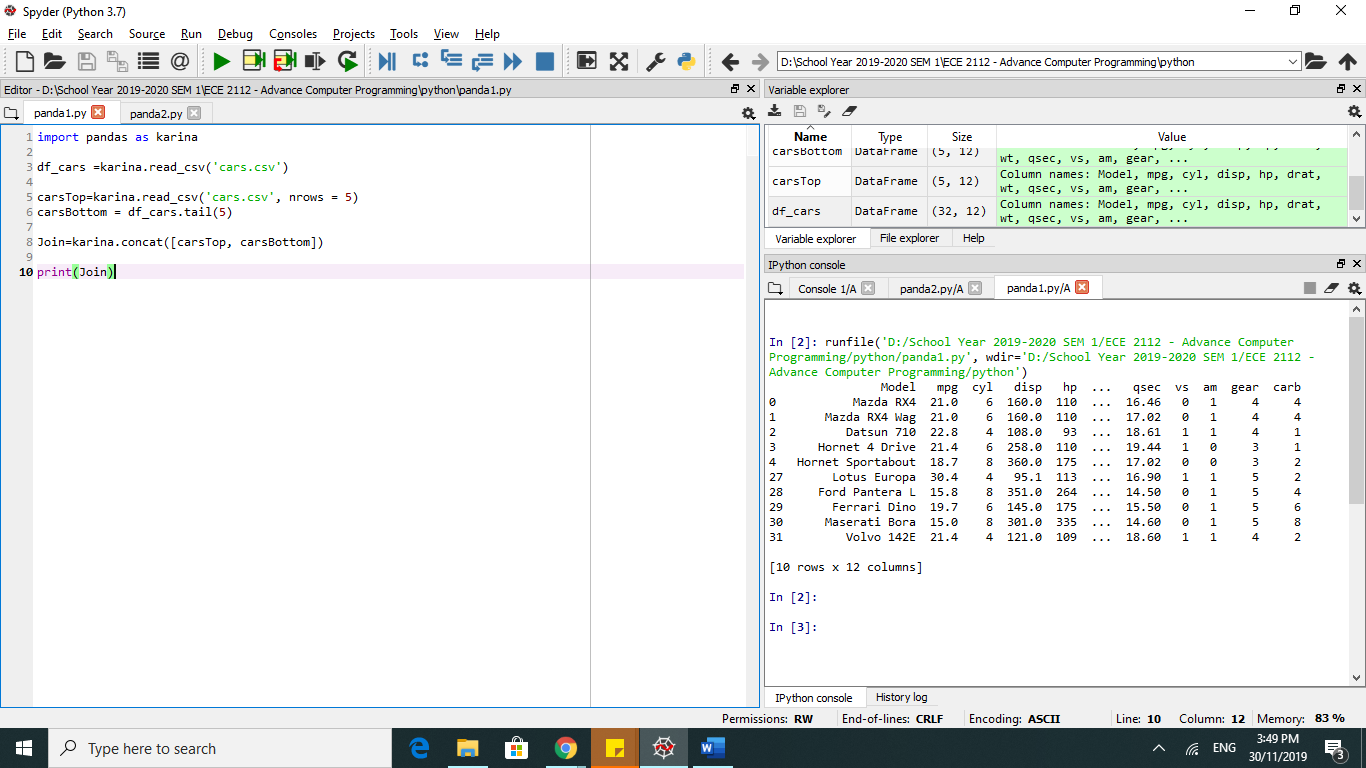 Spyder (Python 3.7)
File Edit Search Source Run Debug Consoles Projects Tools View Help
D:\School Year 2019-2020 SEM 1\ECE 2112 - Advance Computer Programming\python
Editor - D:\School Year 2019-2020 SEM 1\ECE 2112 - Advance Computer Programming\python\panda1.py
panda1.py panda2.py
1 import pandas as karina
2
3 df_cars =karina.read_csv('cars.csv')
4
5 carsTop=karina.read_csv('cars.csv', nrows = 5)
6 carsBottom = df_cars.tail(5)
7
8 Join=karina.concat([carsTop, carsBottom])
9
10 print(Join)
Variable explorer
Name Type Size Value
carsBottom DataFrame (5, 12)
wt, qsec, vs, am, gear, ...
carsTop DataFrame (5, 12) Column names: Model, mpg, cyl, disp, hp, drat,
wt, qsec, vs, am, gear, ...
df_cars DataFrame (32, 12) Column names: Model, mpg, cyl, disp, hp, drat,
wt, qsec, vs, am, gear, ...
Variable explorer File explorer Help
IPython console
Console 1/A panda2.py/A panda1.py/A
In [2]: runfile('D:/School Year 2019-2020 SEM 1/ECE 2112 - Advance Computer
Programming/python/panda1.py', wdir='D:/School Year 2019-2020 SEM 1/ECE 2112 -
Advance Computer Programming/python')
Model mpg cyl disp hp ... qsec vs am gear carb
0 Mazda RX4 21.0 6 160.0 110 ... 16.46 0 1 4 4
1 Mazda RX4 Wag 21.0 6 160.0 110 ... 17.02 0 1 4 4
2 Datsun 710 22.8 4 108.0 93 ... 18.61 1 1 4 1
3 Hornet 4 Drive 21.4 6 258.0 110 ... 19.44 1 0 3 1
4 Hornet Sportabout 18.7 8 360.0 175 ... 17.02 0 0 3 2
27 Lotus Europa 30.4 4 95.1 113 ... 16.90 1 1 5 2
28 Ford Pantera L 15.8 8 351.0 264 ... 14.50 0 1 5 4
29 Ferrari Dino 19.7 6 145.0 175 ... 15.50 0 1 5 6
30 Maserati Bora 15.0 8 301.0 335 ... 14.60 0 1 5 8
31 Volvo 142E 21.4 4 121.0 109 ... 18.60 1 1 4 2
[10 rows x 12 columns]
In [2]:
In [3]:
IPython console History log
Permissions: RW End-of-lines: CRLF Encoding: ASCII Line: 10 Column: 12 Memory: 83 %
Type here to search
ENG
3:49 PM
30/11/2019
3